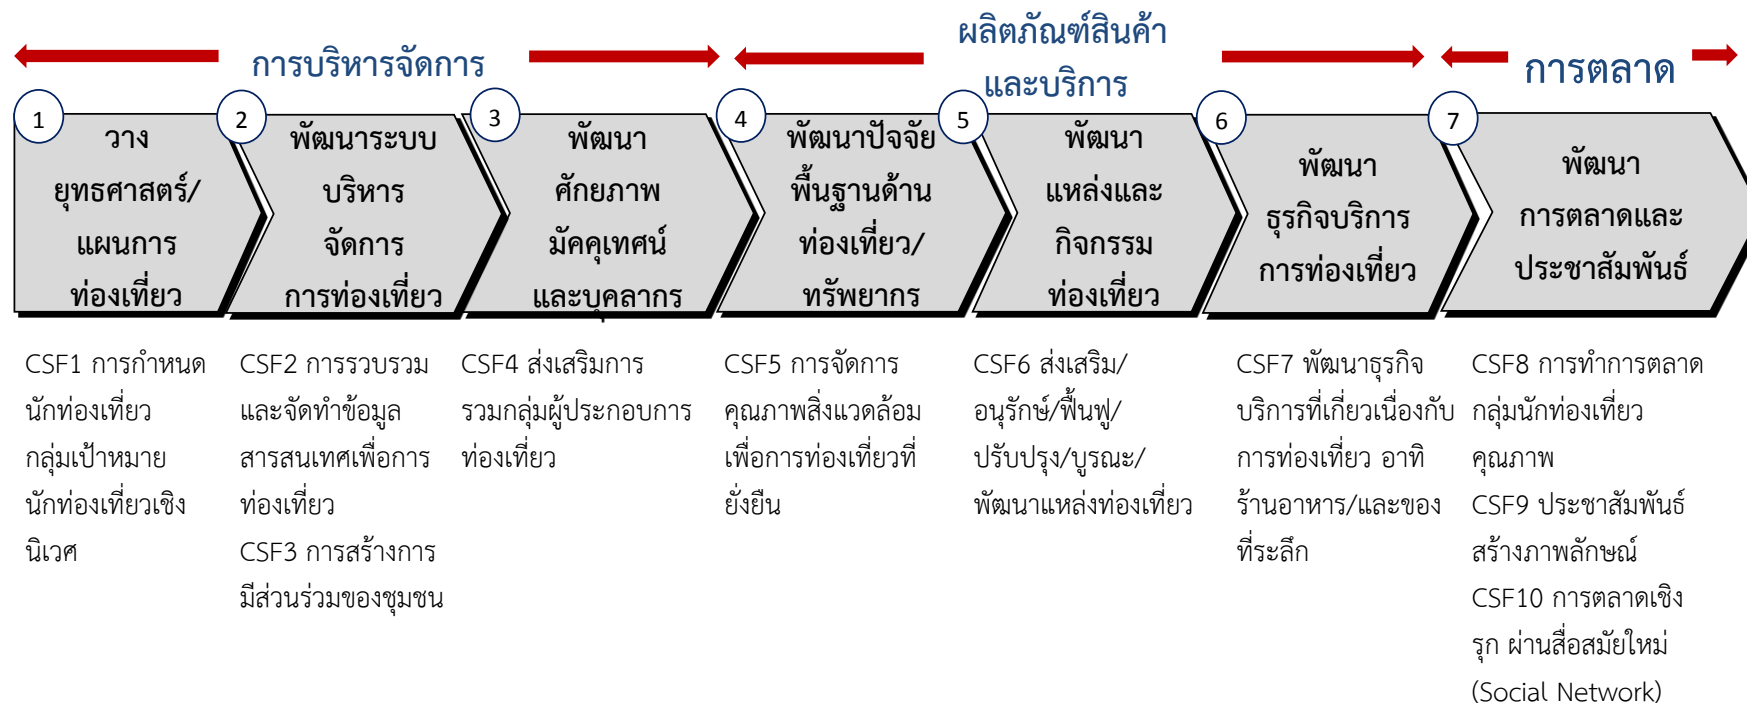 การบริหารจัดการ
ผลิตภัณฑ์สินค้า
และบริการ
การตลาด
1
วาง
ยุทธศาสตร์/
แผนการ
ท่องเที่ยว
2
พัฒนาระบบ
บริหาร
จัดการ
การท่องเที่ยว
3
พัฒนา
ศักยภาพ
มัคคุเทศน์
และบุคลากร
4
พัฒนาปัจจัย
พื้นฐานด้าน
ท่องเที่ยว/
ทรัพยากร
5
พัฒนา
แหล่งและ
กิจกรรม
ท่องเที่ยว
6
พัฒนา
ธุรกิจบริการ
การท่องเที่ยว
7
พัฒนา
การตลาดและ
ประชาสัมพันธ์
CSF1 การกำหนด
นักท่องเที่ยว
กลุ่มเป้าหมาย
นักท่องเที่ยวเชิง
นิเวศ
CSF2 การรวบรวม
และจัดทำข้อมูล
สารสนเทศเพื่อการ
ท่องเที่ยว
CSF3 การสร้างการ
มีส่วนร่วมของชุมชน
CSF4 ส่งเสริมการ
รวมกลุ่มผู้ประกอบการ
ท่องเที่ยว
CSF5 การจัดการ
คุณภาพสิ่งแวดล้อม
เพื่อการท่องเที่ยวที่
ยั่งยืน
CSF6 ส่งเสริม/
อนุรักษ์/ฟื้นฟู/
ปรับปรุง/บูรณะ/
พัฒนาแหล่งท่องเที่ยว
CSF7 พัฒนาธุรกิจ
บริการที่เกี่ยวเนื่องกับ
การท่องเที่ยว อาทิ
ร้านอาหาร/และของ
ที่ระลึก
CSF8 การทำการตลาด
กลุ่มนักท่องเที่ยว
คุณภาพ
CSF9 ประชาสัมพันธ์
สร้างภาพลักษณ์
CSF10 การตลาดเชิง
รุก ผ่านสื่อสมัยใหม่
(Social Network)